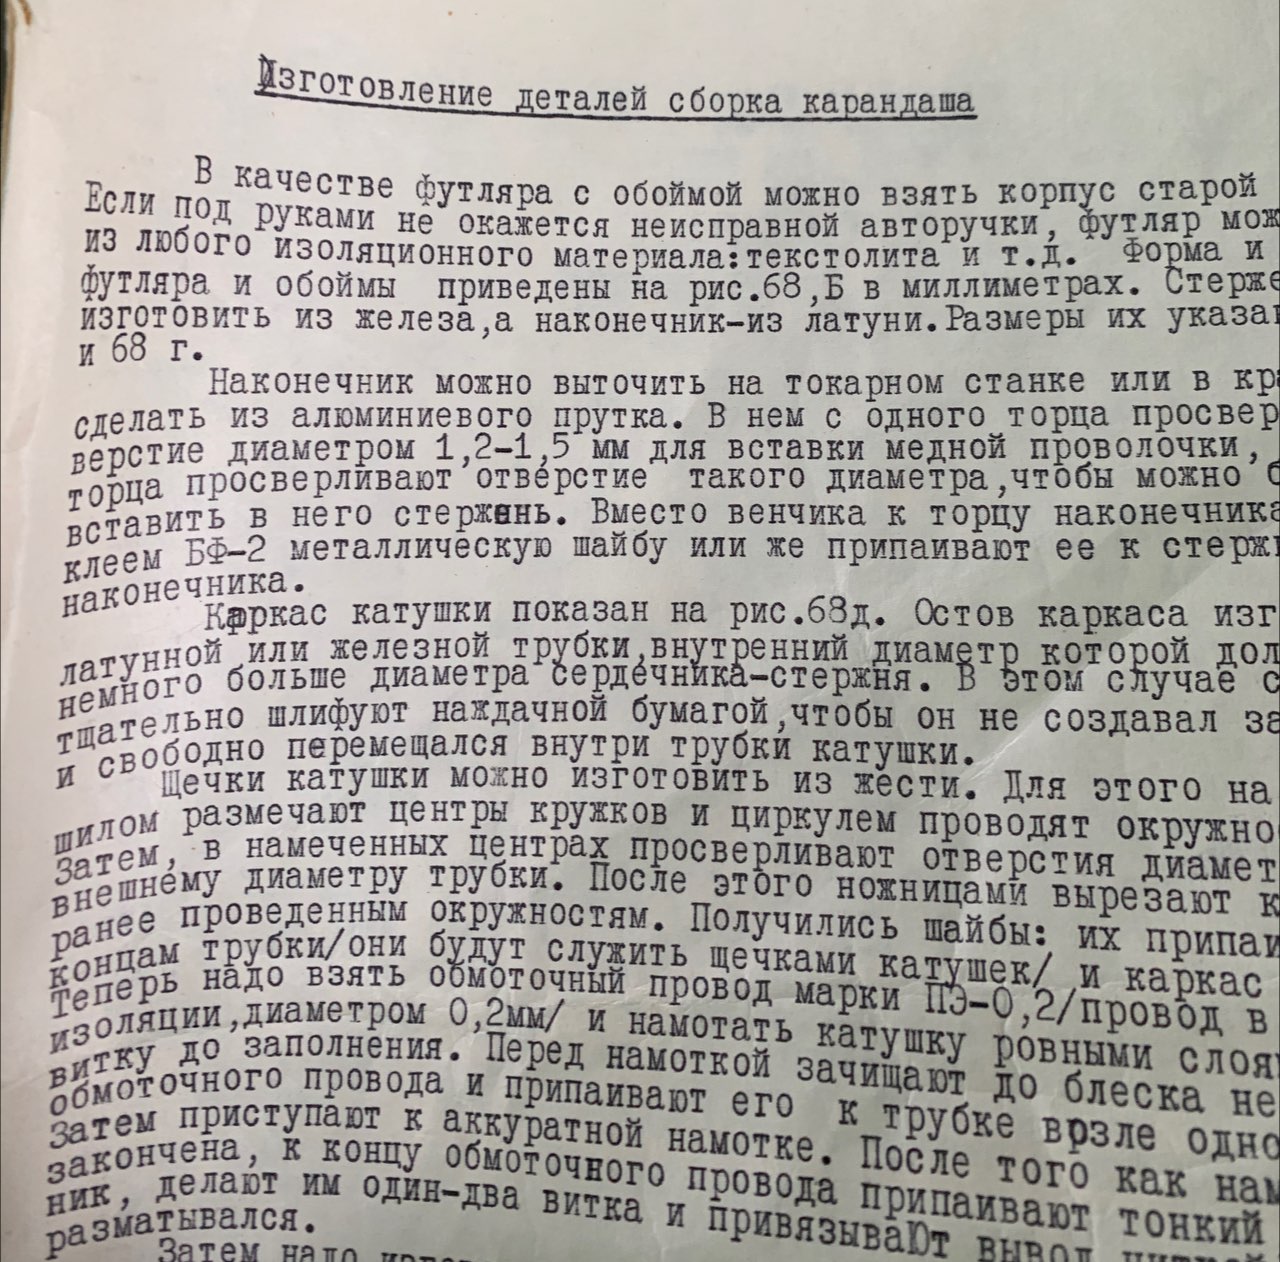 Изготовление деталей сборка карандаша
В качестве футляра с обоймой можно взять корпус старой
Если под руками не окажется неисправной авторучки, футляр мож
из любого изоляционного материала:текстолита и т.д. Форма и
футляра и обоймы приведены на рис.68,Б в миллиметрах. Стерже
изготовить из железа,а наконечник-из латуни.Размеры их указа
и 68 г.
Наконечник можно выточить на токарном станке или в кра
сделать из алюминиевого прутка. В нем с одного торца просвер
верстие диаметром 1,2-1,5 мм для вставки медной проволочки,
торца просверливают отверстие такого диаметра,чтобы можно б
вставить в него стержень. Вместо венчика к торцу наконечника
клеем БФ-2 металлическую шайбу или же припаивают ее к стерж
наконечника.
Каркас катушки показан на рис.68д. Остов каркаса изг
латунной или железной трубки,внутренний диаметр которой дол
немного больше диаметра сердечника-стержня. В этом случае с
тщательно шлифуют наждачной бумагой,чтобы он не создавал за
и свободно перемещался внутри трубки катушки.
Щечки катушки можно изготовить из жести. Для этого на
шилом размечают центры кружков и циркулем проводят окружно
Затем, в намеченных центрах просверливают отверстия диамет
внешнему диаметру трубки. После этого ножницами вырезают к
ранее проведенным окружностям. Получились шайбы: их припаи
концам трубки/они будут служить щечками катушек/ и каркас
Теперь надо взять обмоточный провод марки ПЭ-0,2/провод в
изоляции,диаметром 0,2мм/ и намотать катушку ровными слоя
витку до заполнения. Перед намоткой зачищают до блеска не
обмоточного провода и припаивают его к трубке врзле одно
Затем приступают к аккуратной намотке. После того как нам
закончена, к концу обмоточного провода припаивают тонкий
ник, делают им один-два витка и привязывают вывод
разматывался.
Затем надо